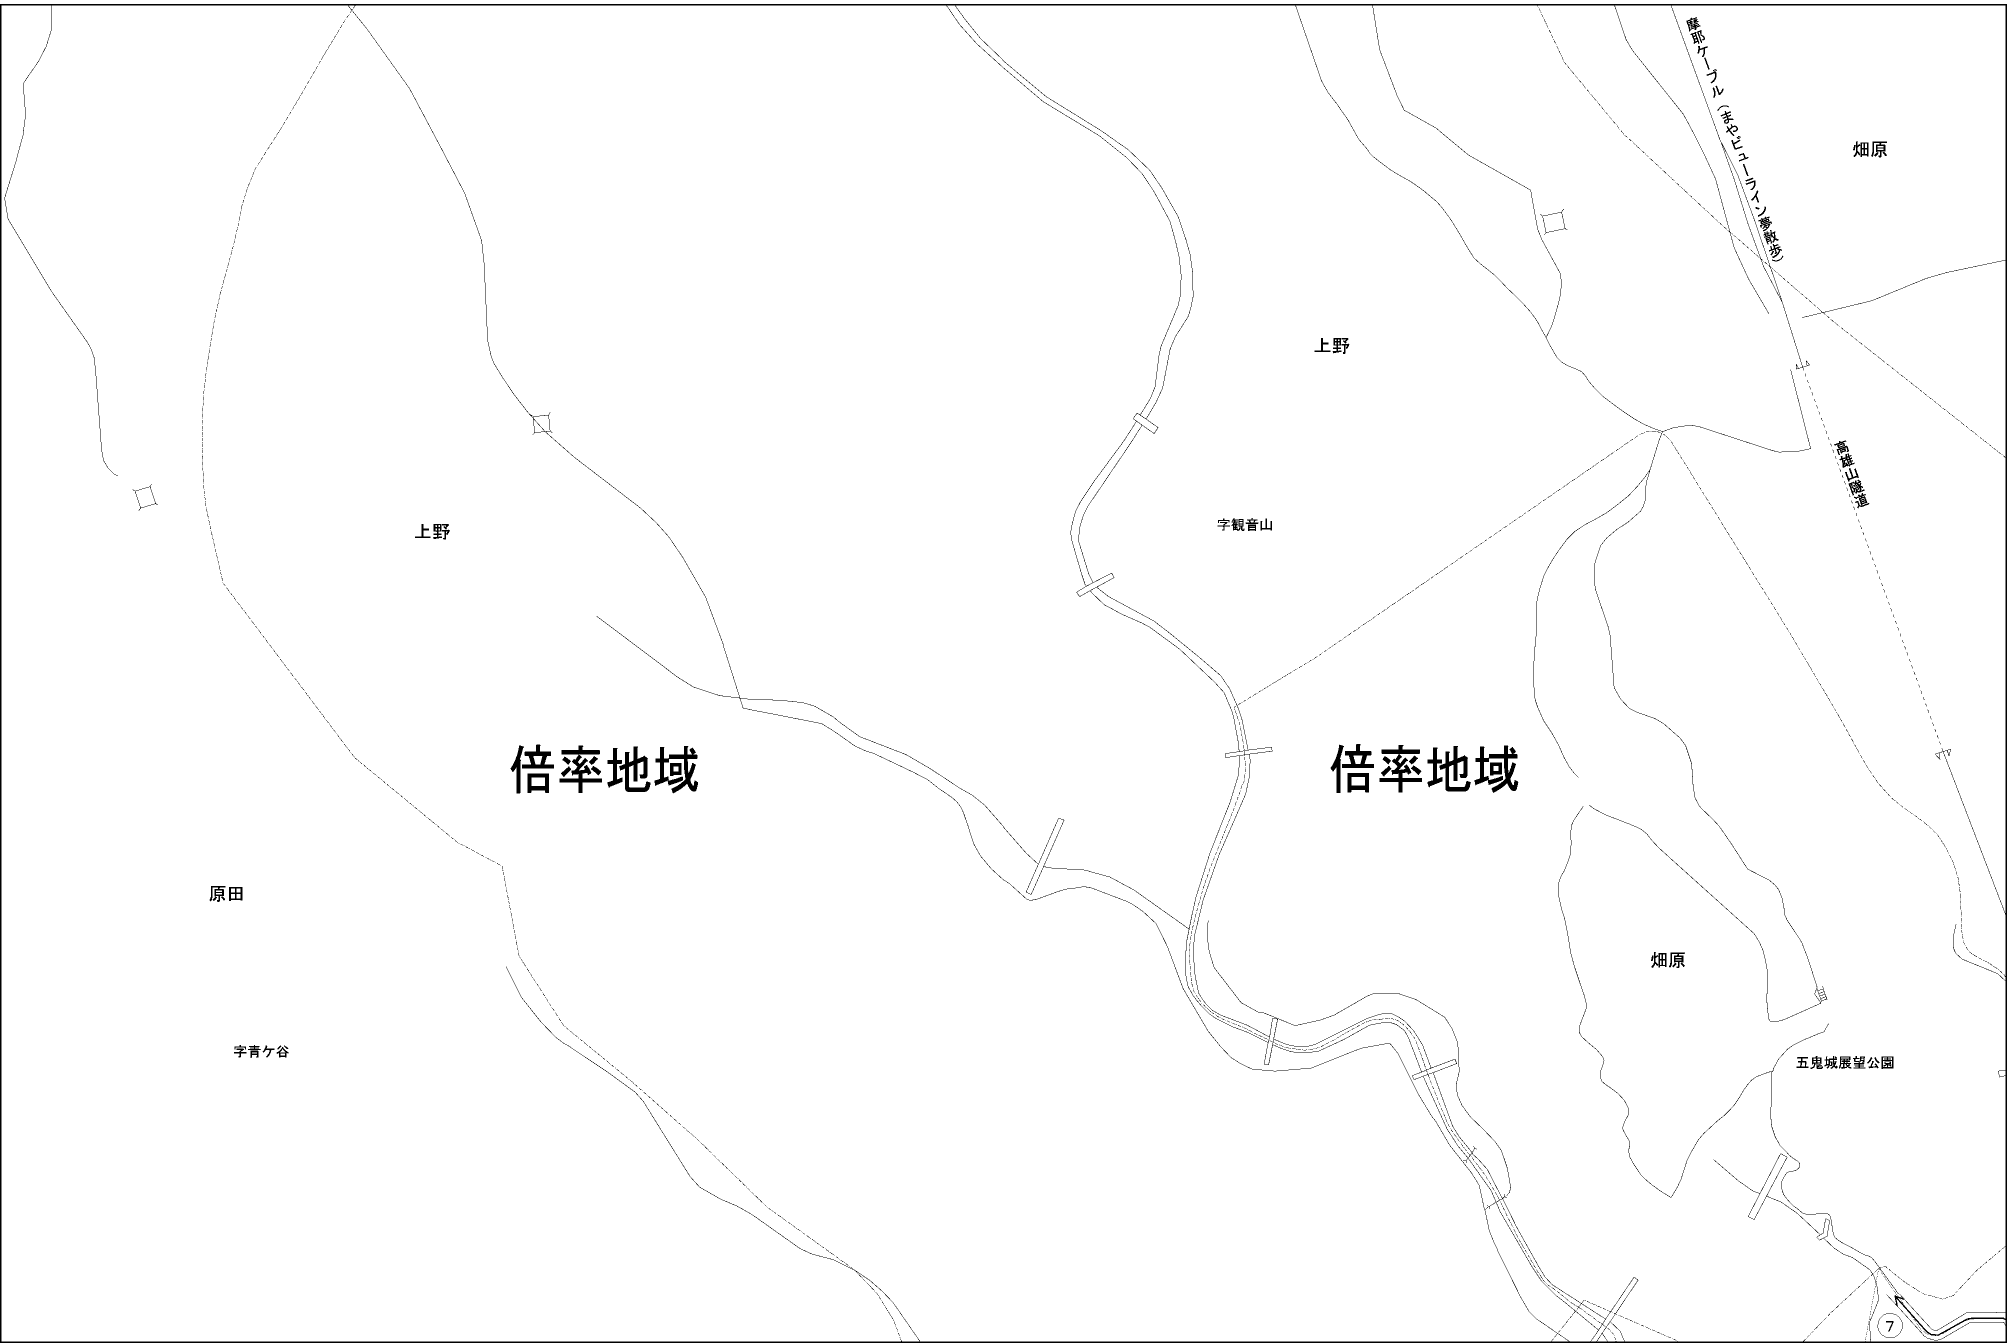 摩耶ケーブル(まやビューライン夢散歩)
畑原
上野
高雄山隧道
字観音山
上野
倍率地域
倍率地域
原田
畑原
字青ケ谷
五鬼城展望公園
7